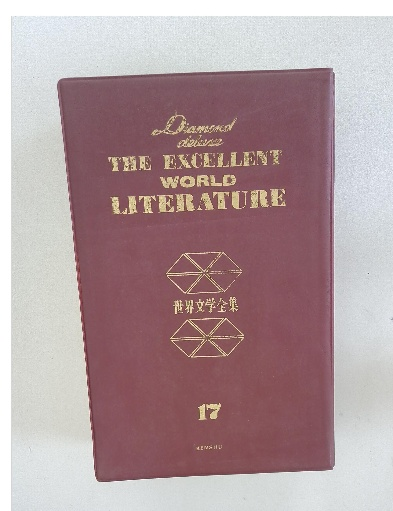 Diamond
deluxe
THE EXCELLENT
WORLD
LITERATURE
世界文学全集
17